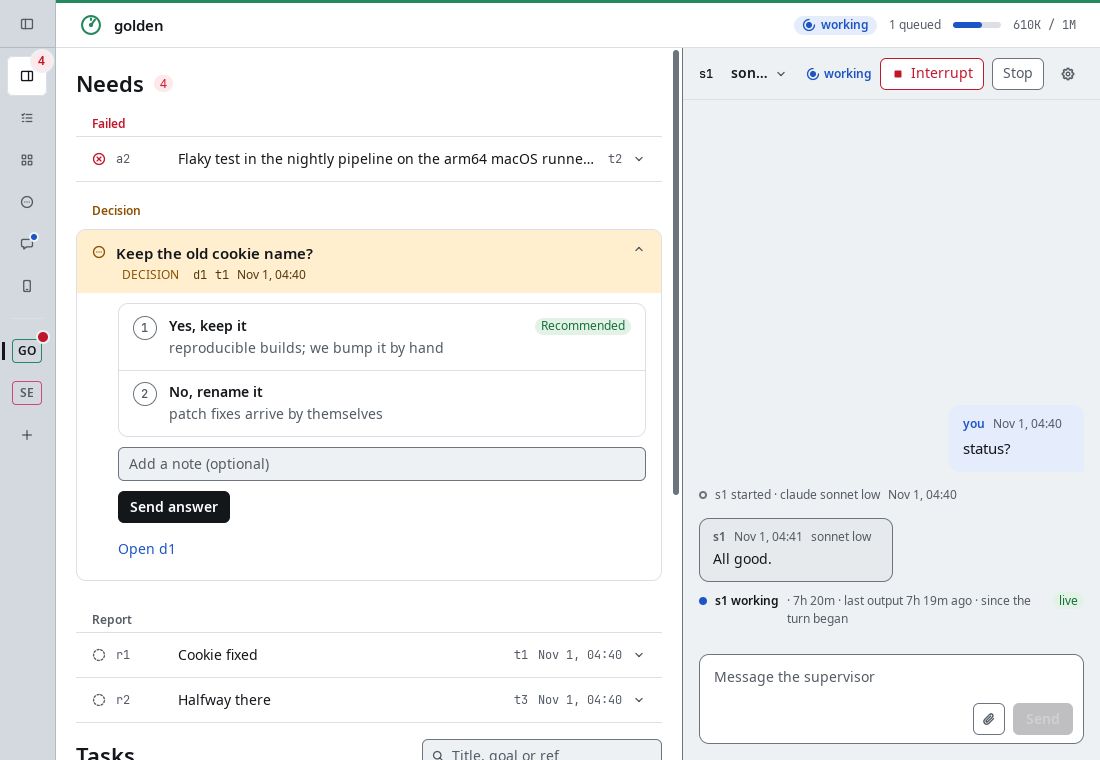 golden
working
1 queued
610K / 1M
4
GO
SE
Needs 4
Failed
a2 Flaky test in the nightly pipeline on the arm64 macOS runne... t2
Decision
Keep the old cookie name?
DECISION d1 t1 Nov 1, 04:40
1 Yes, keep it Recommended
reproducible builds; we bump it by hand
2 No, rename it
patch fixes arrive by themselves
Add a note (optional)
Send answer
Open d1
Report
r1 Cookie fixed t1 Nov 1, 04:40
r2 Halfway there t3 Nov 1, 04:40
Tasks
Title, goal or ref
s1 son... working Interrupt Stop
you Nov 1, 04:40
status?
s1 started · claude sonnet low Nov 1, 04:40
s1 Nov 1, 04:41 sonnet low
All good.
s1 working · 7h 20m · last output 7h 19m ago · since the live
turn began
Message the supervisor
Send